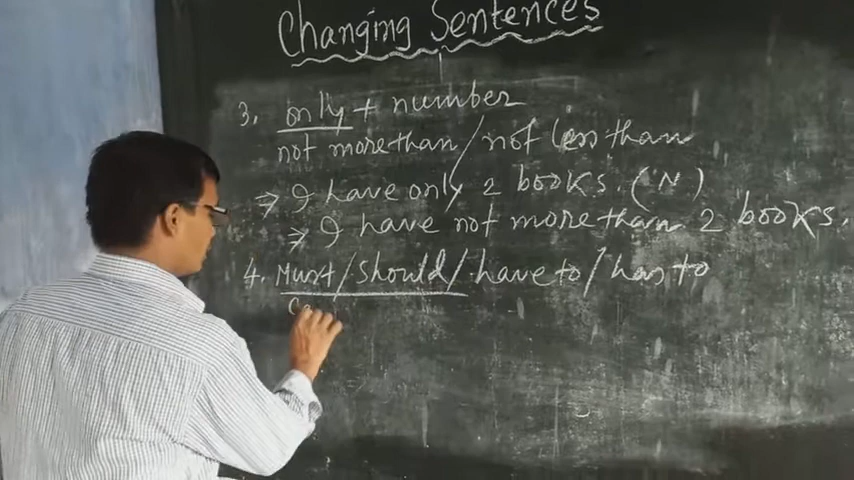 Changing Sentences
3. only + number
not more than / not less than
⇒ I have only 2 books. (N)
⇒ I have not more than 2 books.
4. Must/Should/have to/has to